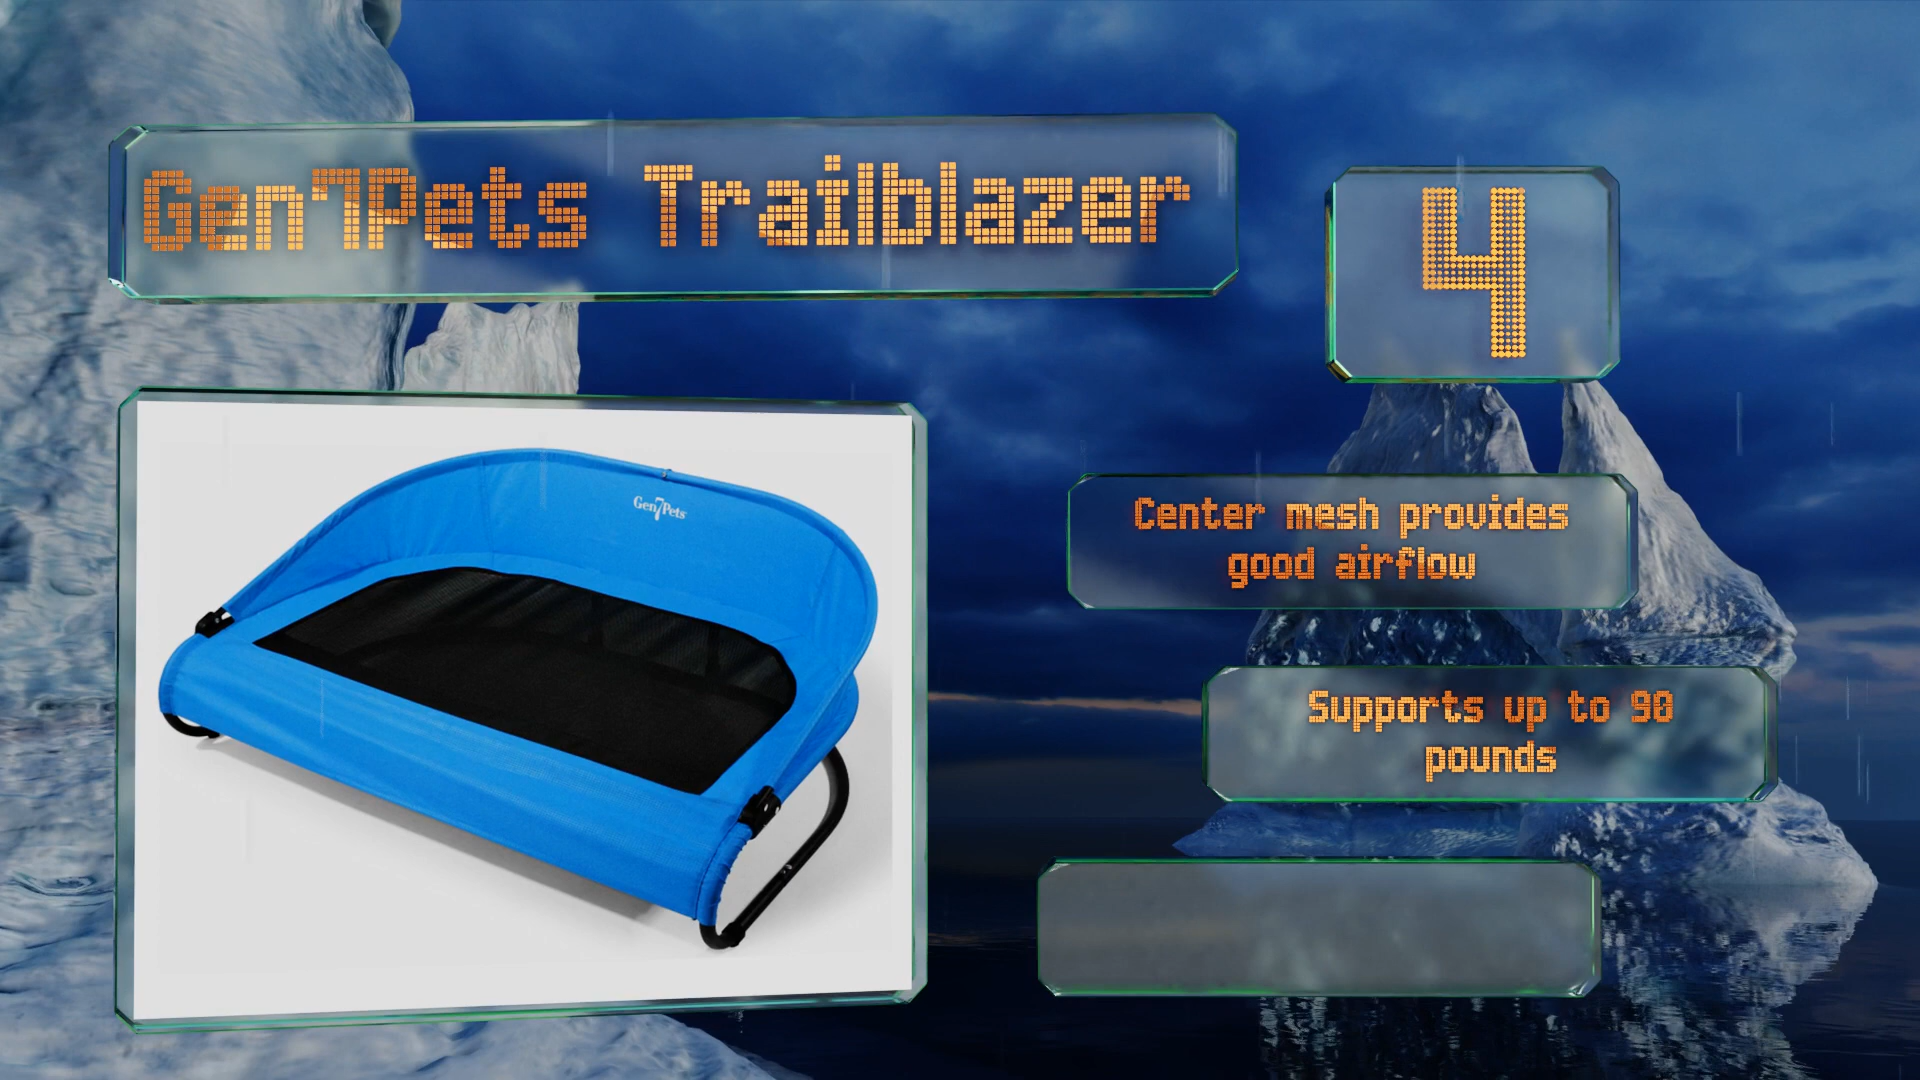 Gen7Pets Trailblazer
4
Gen7Pets
Center mesh provides
good airflow
Supports up to 90
pounds